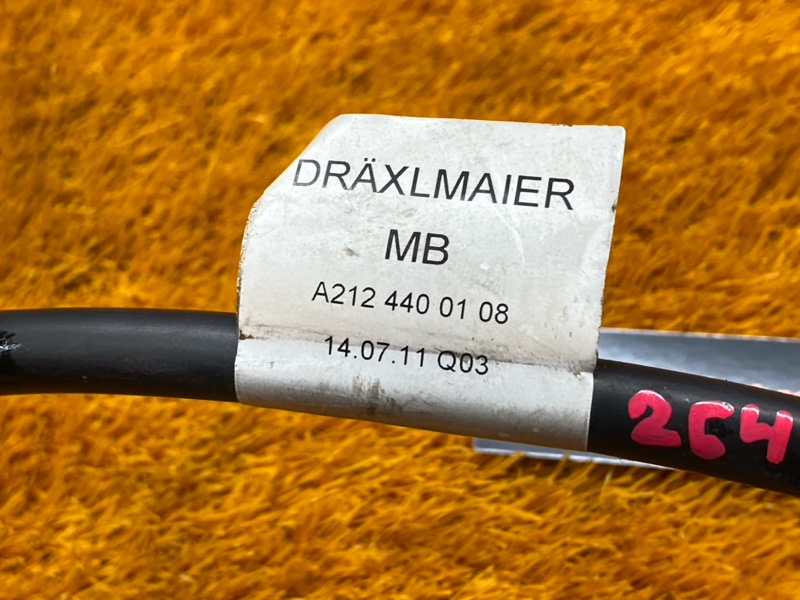 DRÄXLMAIER
MB
A212 440 01 08
14.07.11 Q03
264